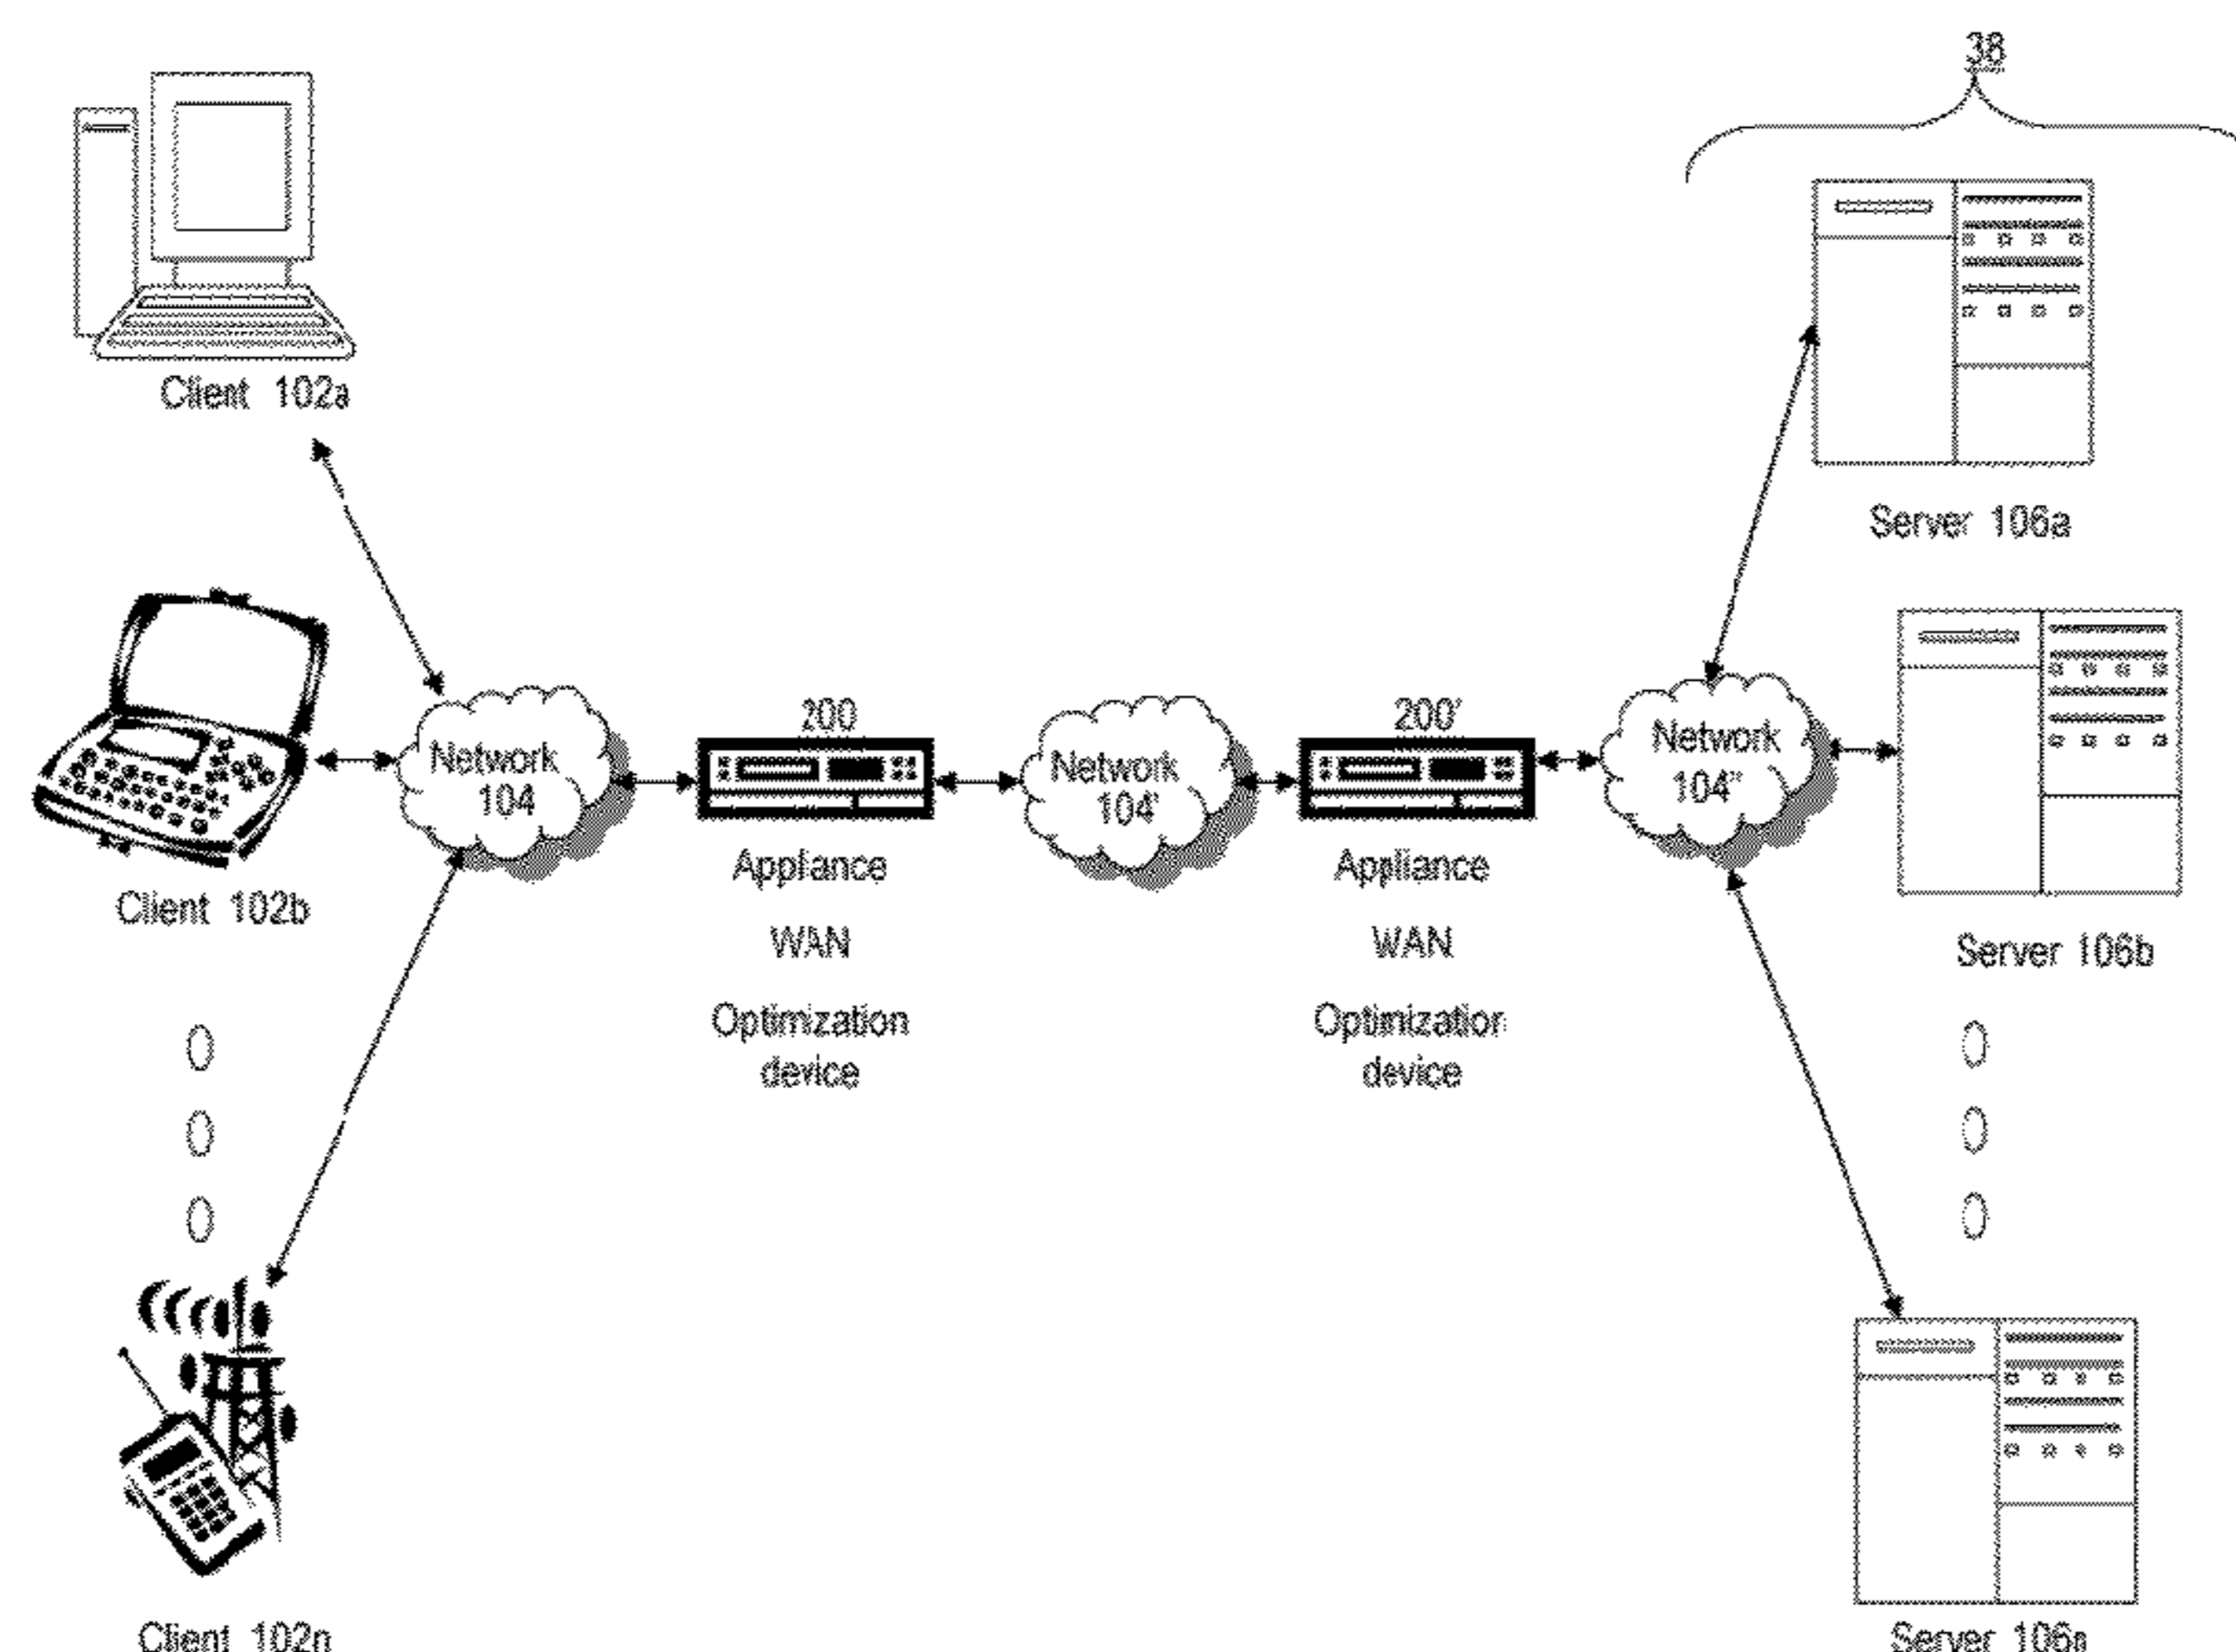 38
Client 102a
Server 106a
Client 102b
Network
104
200
Appliance
WAN
Optimization
device
Network
104'
200'
Appliance
WAN
Optimization
device
Network
104"
Server 106b
Client 102n
Server 106n